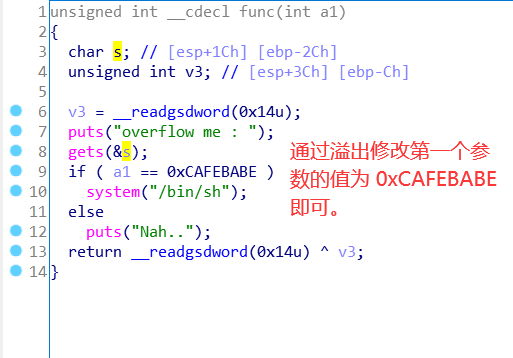 1 unsigned int __cdecl func(int a1)
2 {
3   char s; // [esp+1Ch] [ebp-2Ch]
4   unsigned int v3; // [esp+3Ch] [ebp-Ch]
5
6   v3 = __readgsdword(0x14u);
7   puts("overflow me : ");
8   gets(&s);
9   if ( a1 == 0xCAFEBABE )
10     system("/bin/sh");
11   else
12     puts("Nah..");
13   return __readgsdword(0x14u) ^ v3;
14 }
通过溢出修改第一个参
数的值为 0xCAFEBABE
即可。